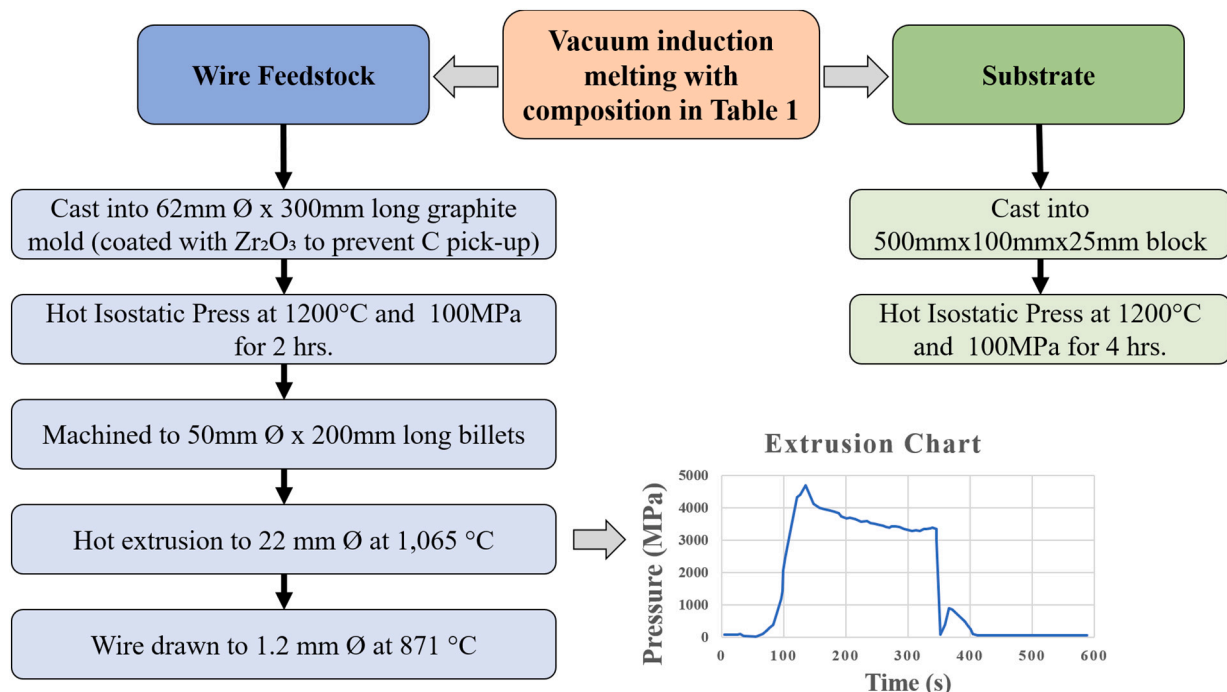 Wire Feedstock
Vacuum induction
melting with
composition in Table 1
Substrate
Cast into 62mm Ø x 300mm long graphite
mold (coated with Zr₂O₃ to prevent C pick-up)
Hot Isostatic Press at 1200°C and 100MPa
for 2 hrs.
Machined to 50mm Ø x 200mm long billets
Hot extrusion to 22 mm Ø at 1,065 °C
Wire drawn to 1.2 mm Ø at 871 °C
Cast into
500mmx100mmx25mm block
Hot Isostatic Press at 1200°C
and 100MPa for 4 hrs.
Extrusion Chart
Pressure (MPa)
5000
4000
3000
2000
1000
0
0 100 200 300 400 500 600
Time (s)